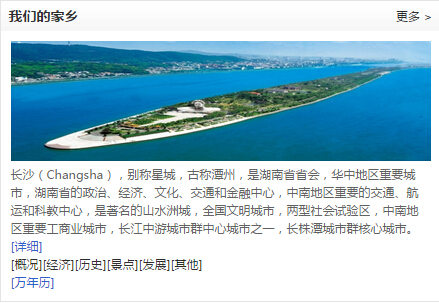 我们的家乡
更多 >
长沙（Changsha），别称星城，古称潭州，是湖南省省会，华中地区重要城
市，湖南省的政治、经济、文化、交通和金融中心，中南地区重要的交通、航
运和科教中心，是著名的山水洲城，全国文明城市，两型社会试验区，中南地
区重要工商业城市，长江中游城市群中心城市之一，长株潭城市群核心城市。
[详细]
[概况][经济][历史][景点][发展][其他]
[万年历]